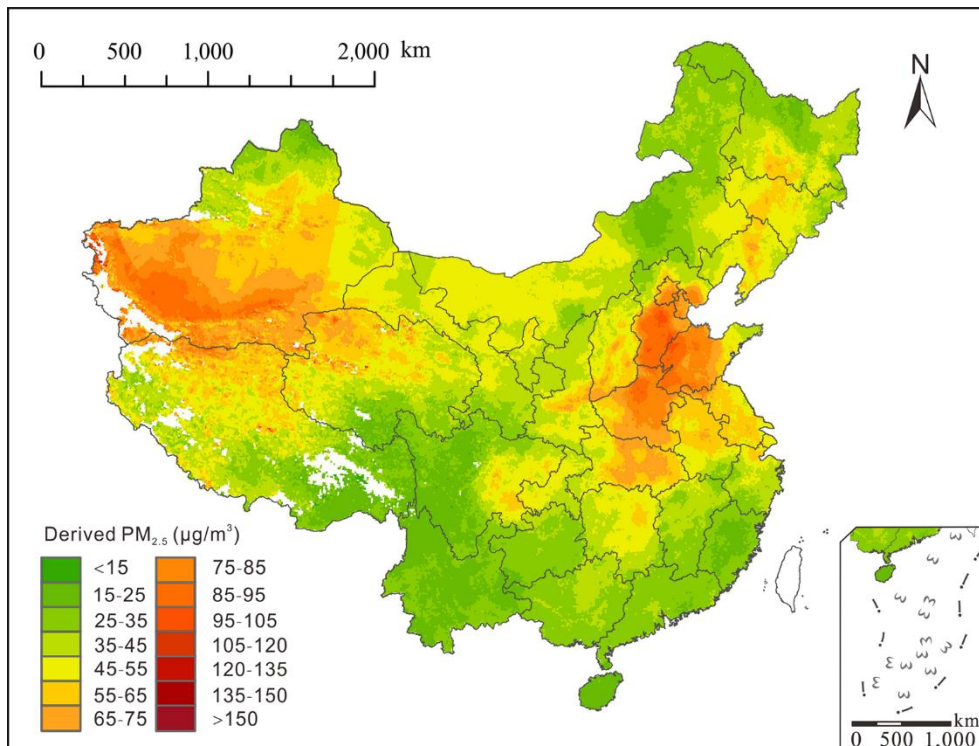 0 500 1,000 2,000 km
N
Derived PM2.5 (μg/m³)
<15 75-85
15-25 85-95
25-35 95-105
35-45 105-120
45-55 120-135
55-65 135-150
65-75 >150
km
0 500 1,000